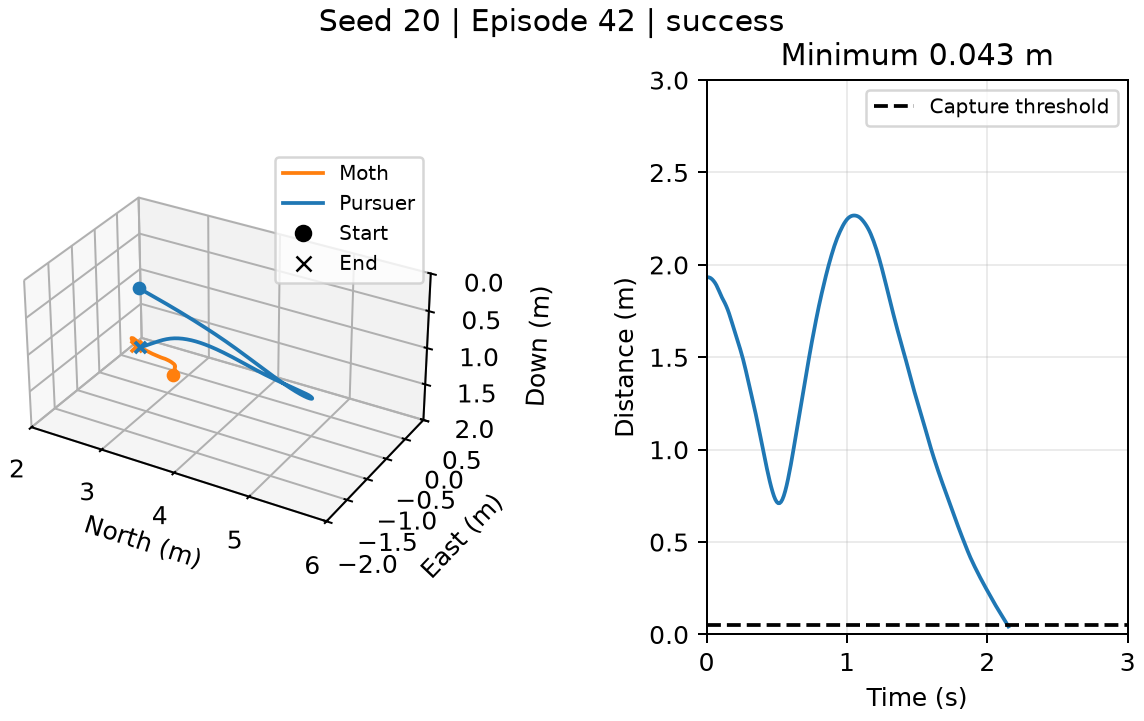 Seed 20 | Episode 42 | success
Moth
Pursuer
Start
End
0.0
0.5
1.0
1.5
2.0
Down (m)
2
3
4
5
6
North (m)
−2.0
−1.5
−1.0
−0.5
0.0
0.5
East (m)
Minimum 0.043 m
Capture threshold
3.0
2.5
2.0
1.5
1.0
0.5
0.0
Distance (m)
0
1
2
3
Time (s)